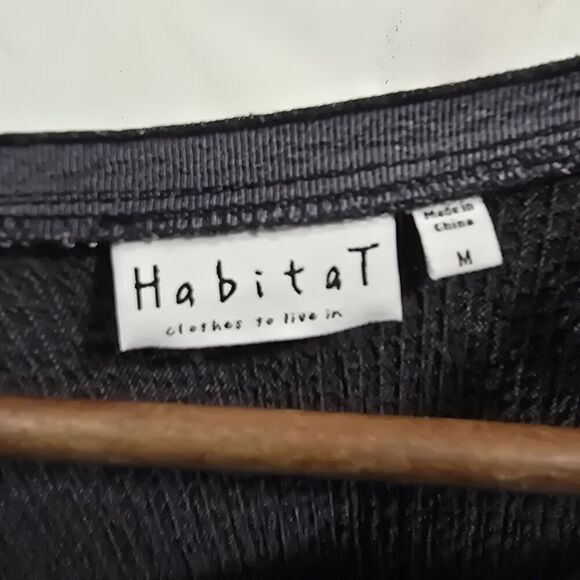 HabitaT
clothes to live in
Made in
China
M